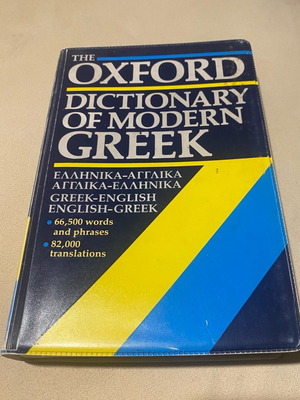 THE
OXFORD
DICTIONARY
OF MODERN
GREEK
ΕΛΛΗΝΙΚΑ-ΑΓΓΛΙΚΑ
ΑΓΓΛΙΚΑ-ΕΛΛΗΝΙΚΑ
GREEK-ENGLISH
ENGLISH-GREEK
• 66,500 words
and phrases
• 82,000
translations